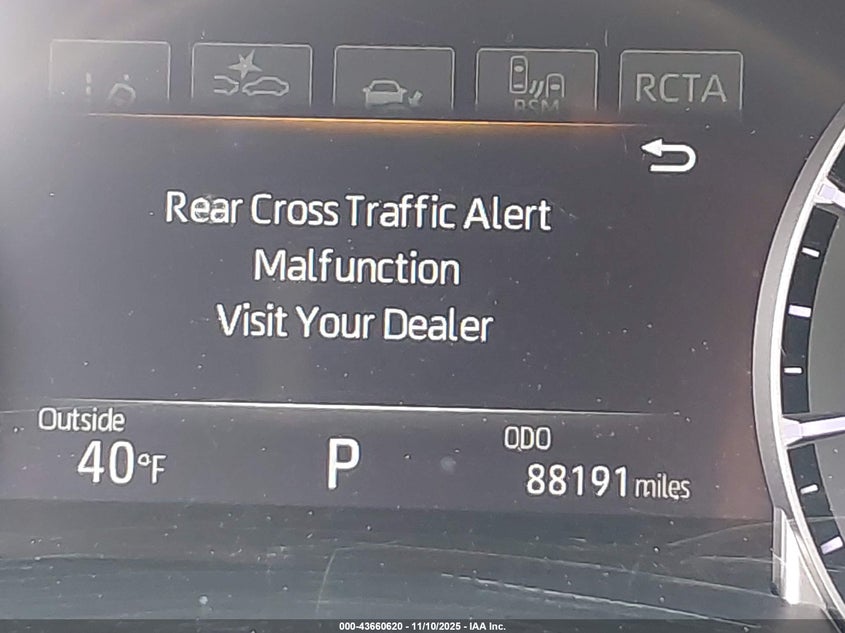 BSM
RCTA
Rear Cross Traffic Alert
Malfunction
Visit Your Dealer
Outside
40°F
P
ODO
88191 miles
000-43660620 - 11/10/2025 - IAA Inc.